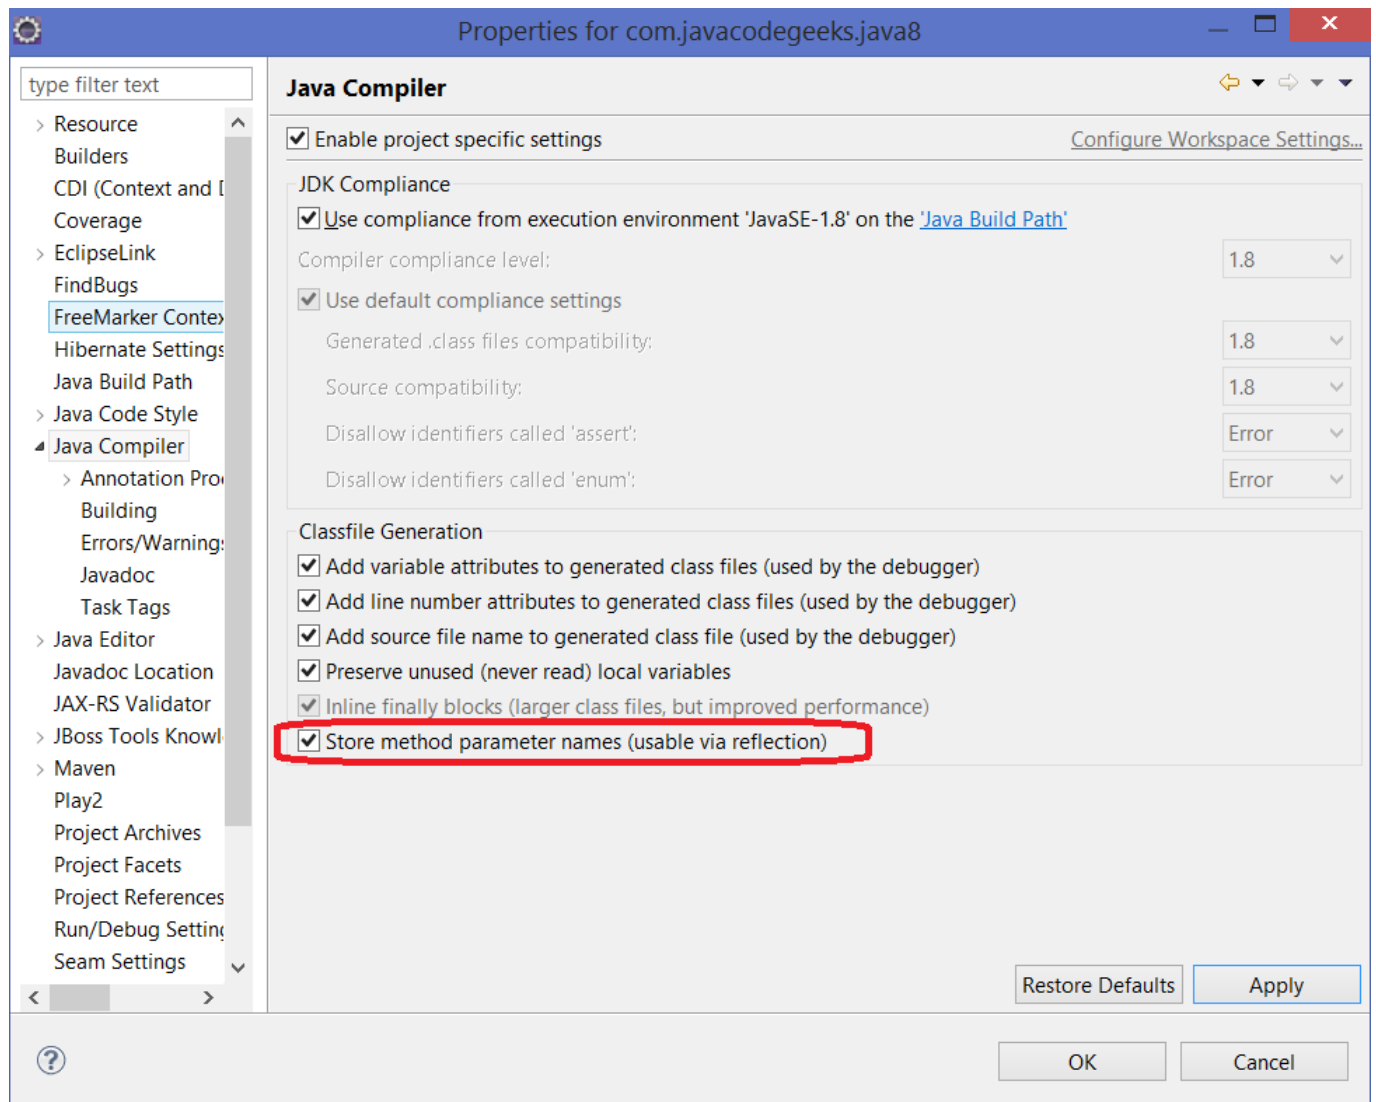 Properties for com.javacodegeeks.java8
type filter text
Resource
Builders
CDI (Context and
Coverage
EclipseLink
FindBugs
FreeMarker Contex
Hibernate Settings
Java Build Path
Java Code Style
Java Compiler
Annotation Pro
Building
Errors/Warning
Javadoc
Task Tags
Java Editor
Javadoc Location
JAX-RS Validator
JBoss Tools Knowl
Maven
Play2
Project Archives
Project Facets
Project References
Run/Debug Setting
Seam Settings
Java Compiler
Enable project specific settings
Configure Workspace Settings...
JDK Compliance
Use compliance from execution environment 'JavaSE-1.8' on the 'Java Build Path'
Compiler compliance level: 1.8
Use default compliance settings
Generated .class files compatibility: 1.8
Source compatibility: 1.8
Disallow identifiers called 'assert': Error
Disallow identifiers called 'enum': Error
Classfile Generation
Add variable attributes to generated class files (used by the debugger)
Add line number attributes to generated class files (used by the debugger)
Add source file name to generated class file (used by the debugger)
Preserve unused (never read) local variables
Inline finally blocks (larger class files, but improved performance)
Store method parameter names (usable via reflection)
Restore Defaults
Apply
?
OK
Cancel